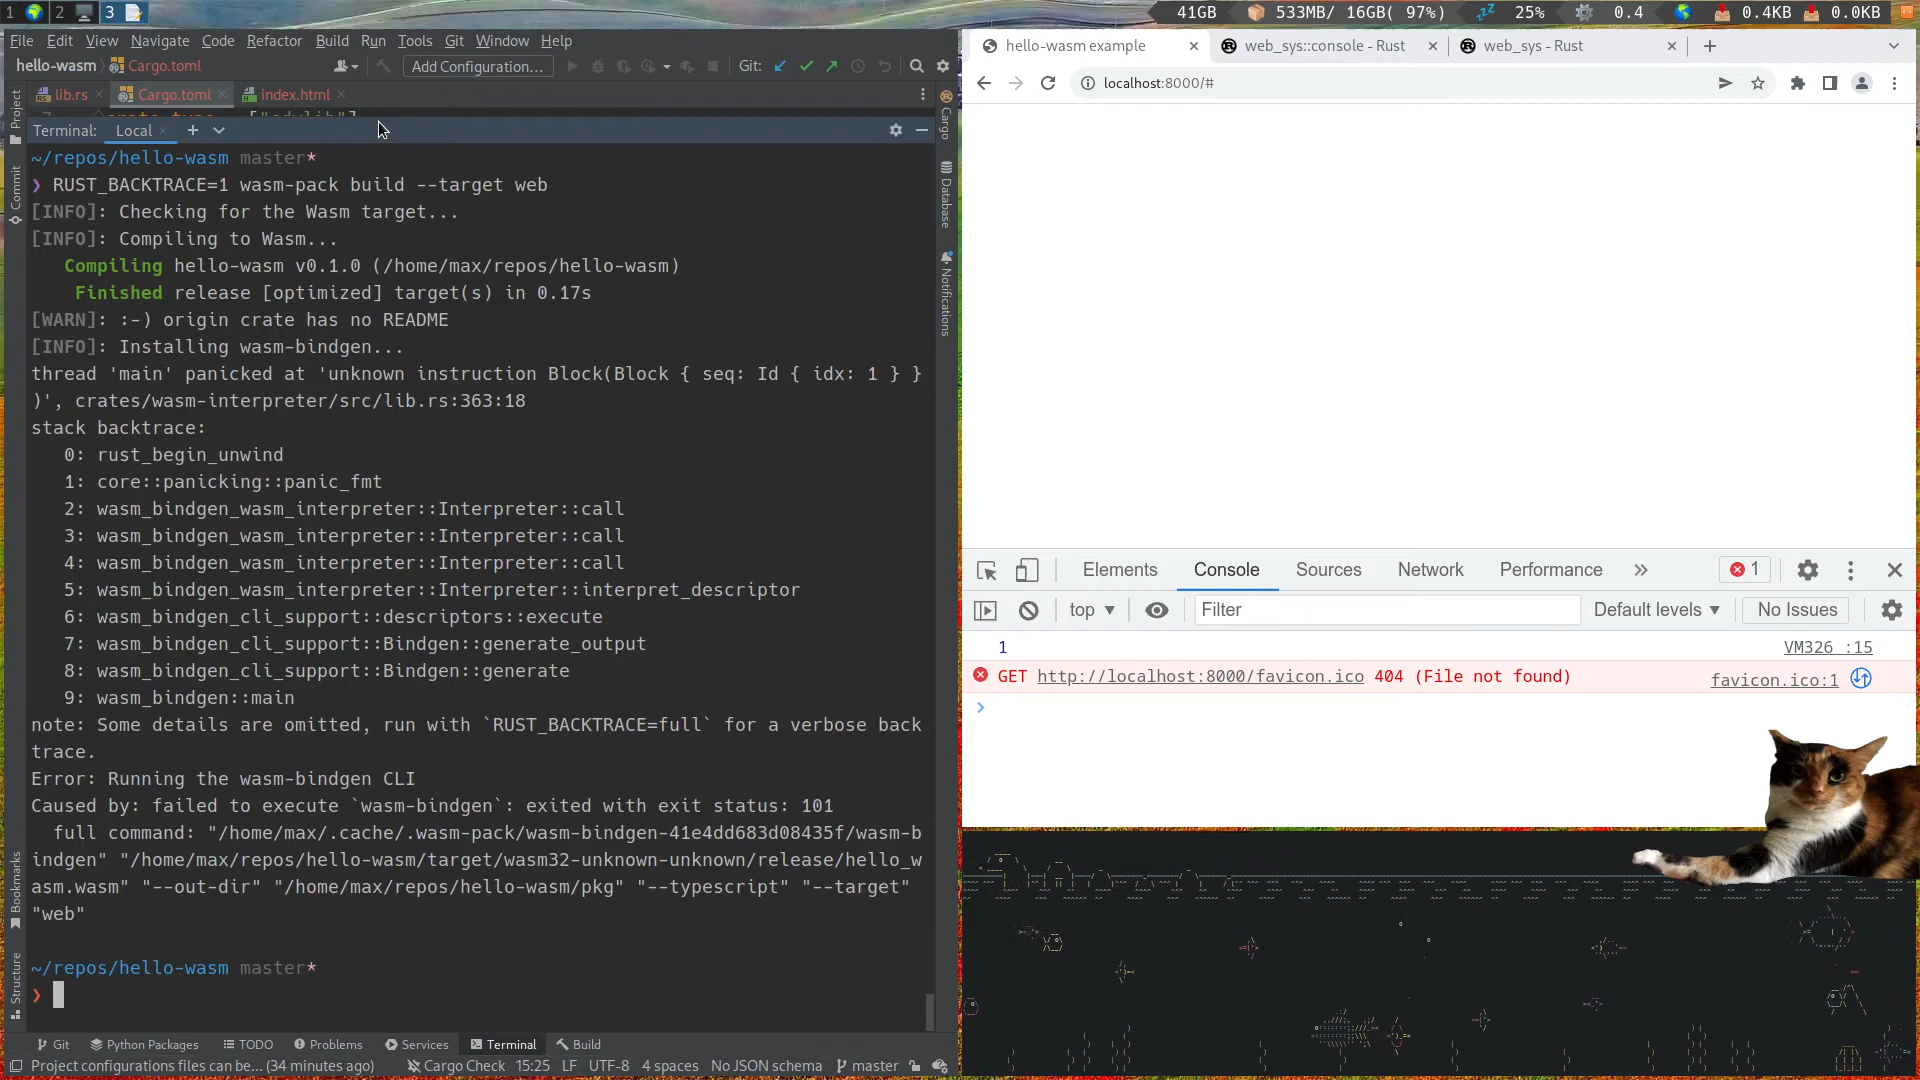 1 2 3 41GB 533MB/ 16GB( 97%) 25% 0.4 0.4KB 0.0KB
File Edit View Navigate Code Refactor Build Run Tools Git Window Help
hello-wasm Cargo.toml Add Configuration... Git:
lib.rs Cargo.toml index.html
Terminal: Local
~/repos/hello-wasm master*
❯ RUST_BACKTRACE=1 wasm-pack build --target web
[INFO]: Checking for the Wasm target...
[INFO]: Compiling to Wasm...
Compiling hello-wasm v0.1.0 (/home/max/repos/hello-wasm)
Finished release [optimized] target(s) in 0.17s
[WARN]: :-) origin crate has no README
[INFO]: Installing wasm-bindgen...
thread 'main' panicked at 'unknown instruction Block(Block { seq: Id { idx: 1 } }
)', crates/wasm-interpreter/src/lib.rs:363:18
stack backtrace:
0: rust_begin_unwind
1: core::panicking::panic_fmt
2: wasm_bindgen_wasm_interpreter::Interpreter::call
3: wasm_bindgen_wasm_interpreter::Interpreter::call
4: wasm_bindgen_wasm_interpreter::Interpreter::call
5: wasm_bindgen_wasm_interpreter::Interpreter::interpret_descriptor
6: wasm_bindgen_cli_support::descriptors::execute
7: wasm_bindgen_cli_support::Bindgen::generate_output
8: wasm_bindgen_cli_support::Bindgen::generate
9: wasm_bindgen::main
note: Some details are omitted, run with `RUST_BACKTRACE=full` for a verbose back
trace.
Error: Running the wasm-bindgen CLI
Caused by: failed to execute `wasm-bindgen`: exited with exit status: 101
full command: "/home/max/.cache/.wasm-pack/wasm-bindgen-41e4dd683d08435f/wasm-b
indgen" "/home/max/repos/hello-wasm/target/wasm32-unknown-unknown/release/hello_w
asm.wasm" "--out-dir" "/home/max/repos/hello-wasm/pkg" "--typescript" "--target"
"web"
~/repos/hello-wasm master*
❯
Project
Commit
Bookmarks
Structure
Cargo
Database
Notifications
Git Python Packages TODO Problems Services Terminal Build
Project configurations files can be... (34 minutes ago) Cargo Check 15:25 LF UTF-8 4 spaces No JSON schema master
hello-wasm example web_sys::console - Rust web_sys - Rust
localhost:8000/#
Elements Console Sources Network Performance 1
top Filter Default levels No Issues
1 VM326 :15
GET http://localhost:8000/favicon.ico 404 (File not found) favicon.ico:1